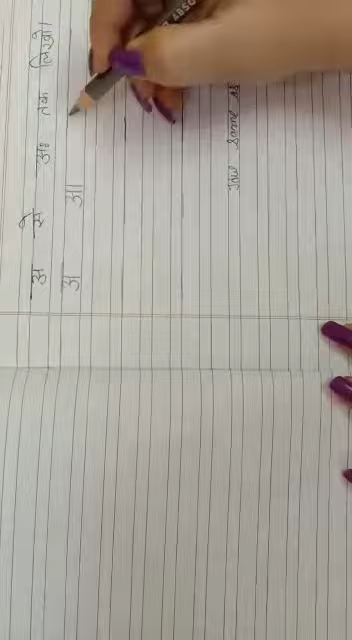 अ से अः तक लिखो।
अ आ